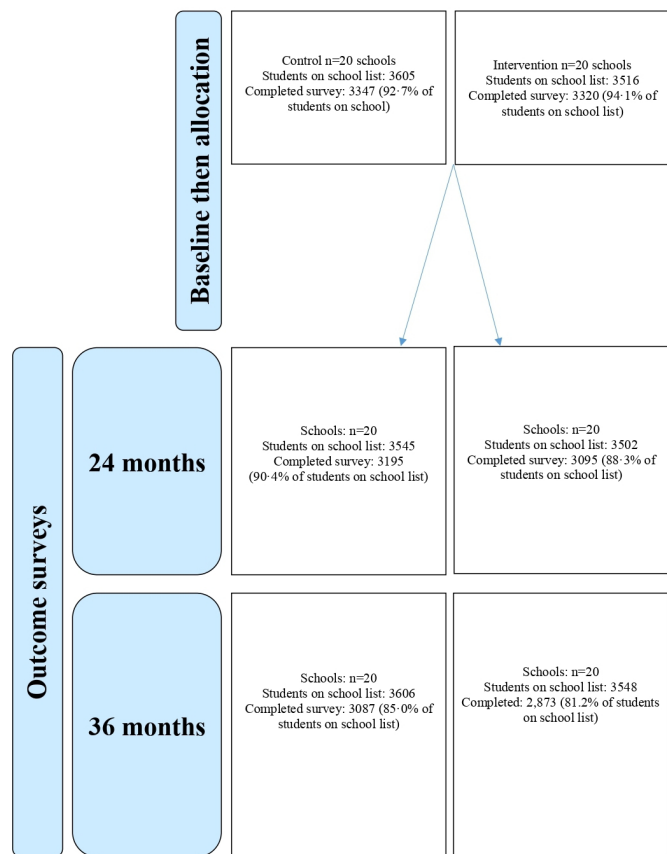 Baseline then allocation
Control n=20 schools
Students on school list: 3605
Completed survey: 3347 (92·7% of
students on school)
Intervention n=20 schools
Students on school list: 3516
Completed survey: 3320 (94·1% of
students on school list)
Outcome surveys
24 months
Schools: n=20
Students on school list: 3545
Completed survey: 3195
(90·4% of students on school list)
Schools: n=20
Students on school list: 3502
Completed survey: 3095 (88·3% of
students on school list)
36 months
Schools: n=20
Students on school list: 3606
Completed survey: 3087 (85·0% of
students on school list)
Schools: n=20
Students on school list: 3548
Completed: 2,873 (81.2% of students
on school list)